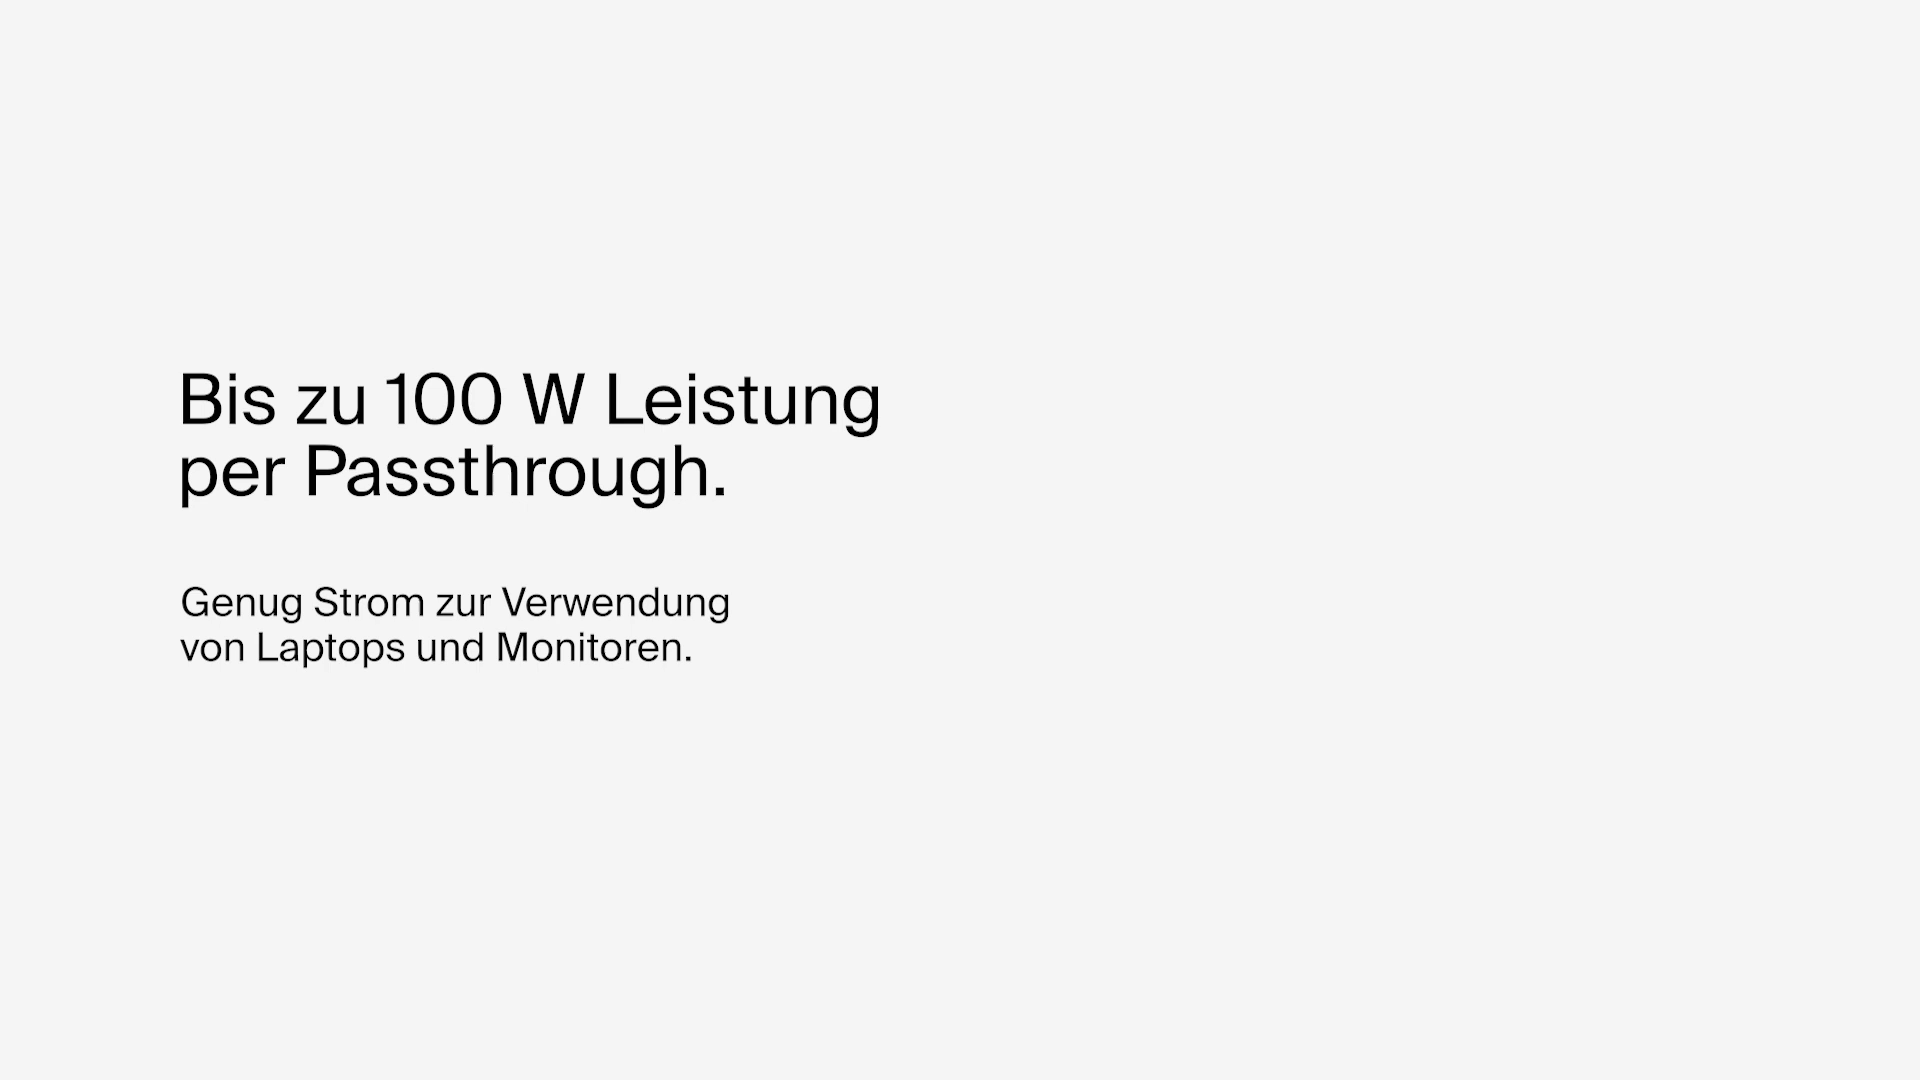 Bis zu 100 W Leistung
per Passthrough.
Genug Strom zur Verwendung
von Laptops und Monitoren.